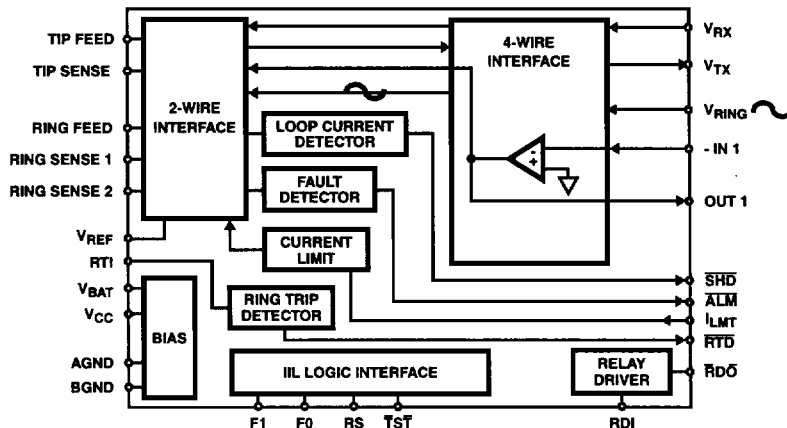 TIP FEED
TIP SENSE
RING FEED
RING SENSE 1
RING SENSE 2
VREF
RTI
VBAT
VCC
AGND
BGND
2-WIRE
INTERFACE
4-WIRE
INTERFACE
-
+
LOOP CURRENT
DETECTOR
FAULT
DETECTOR
CURRENT
LIMIT
RING TRIP
DETECTOR
BIAS
IIL LOGIC INTERFACE
RELAY
DRIVER
VRX
VTX
VRING
- IN 1
OUT 1
SHD
ALM
ILMT
RTD
RDO
F1 F0 RS TST RDI